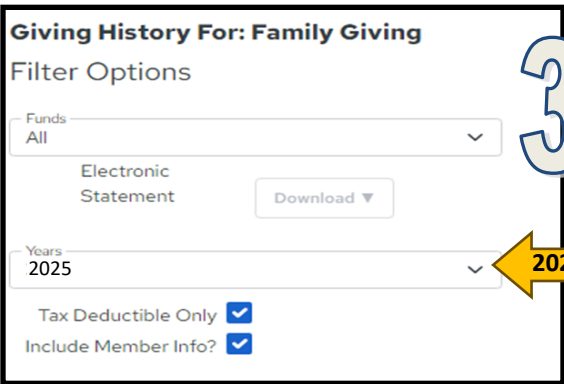 Giving History For: Family Giving
Filter Options
Funds
All
Electronic
Statement
Download ▼
Years
2025
Tax Deductible Only
Include Member Info?
3